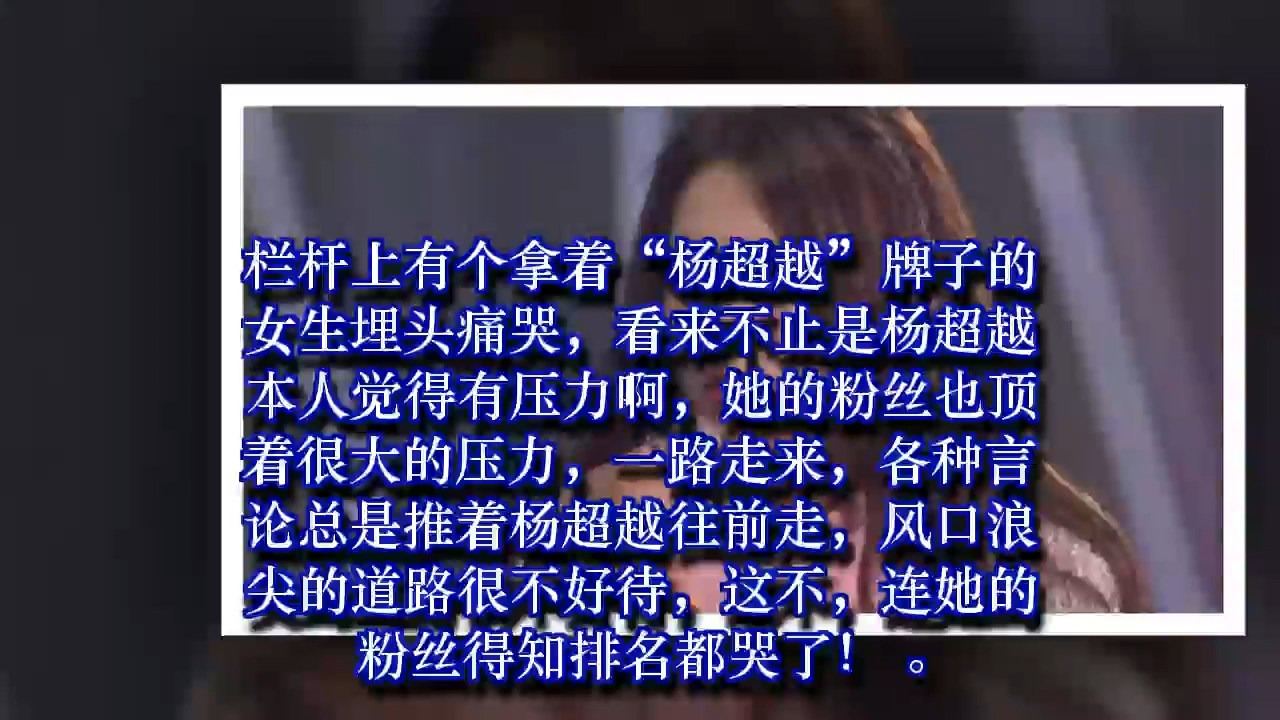 栏杆上有个拿着“杨超越”牌子的
女生埋头痛哭，看来不止是杨超越
本人觉得有压力啊，她的粉丝也顶
着很大的压力，一路走来，各种言
论总是推着杨超越往前走，风口浪
尖的道路很不好待，这不，连她的
粉丝得知排名都哭了！ 。